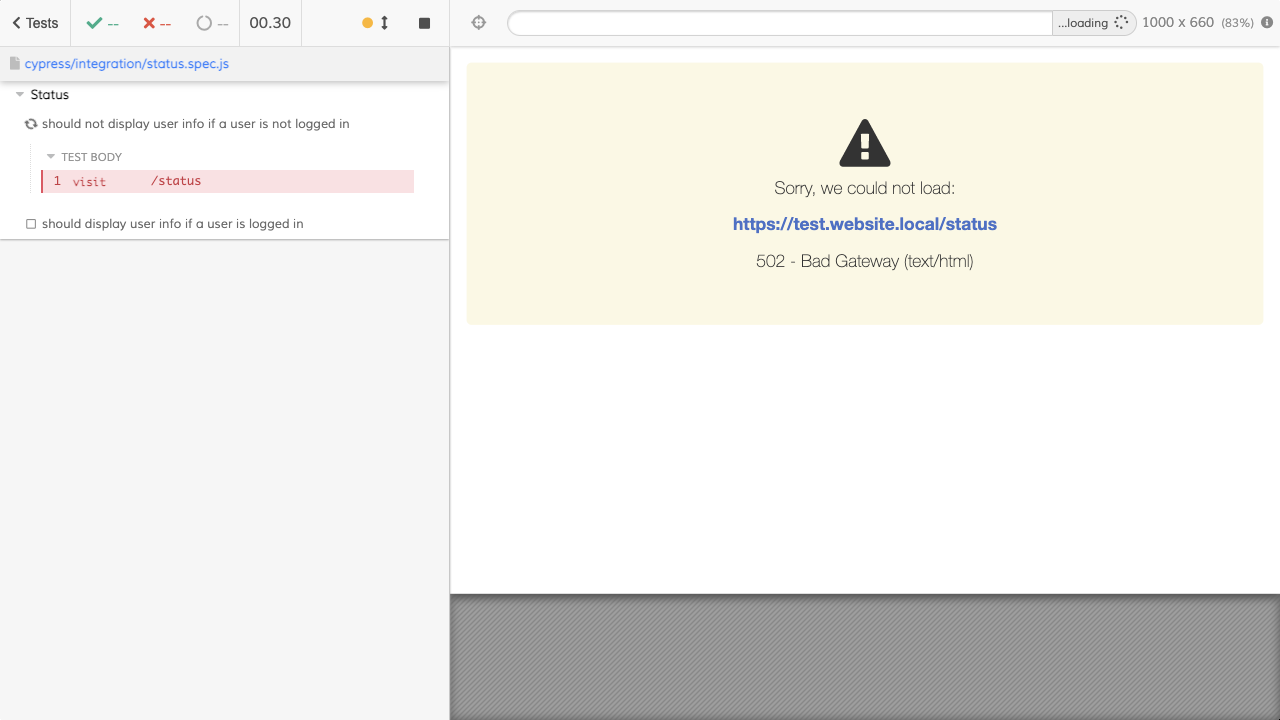 Tests
--
--
--
00.30
...loading
1000 x 660 (83%)
cypress/integration/status.spec.js
Status
should not display user info if a user is not logged in
TEST BODY
1 visit /status
should display user info if a user is logged in
Sorry, we could not load:
https://test.website.local/status
502 - Bad Gateway (text/html)